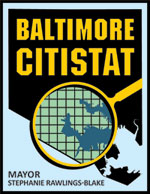 BALTIMORE
CITISTAT
MAYOR
STEPHANIE RAWLINGS-BLAKE